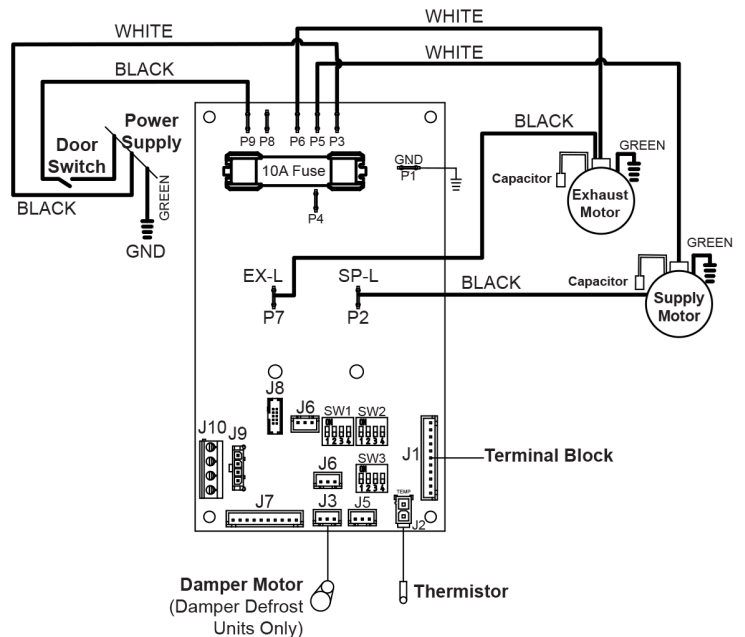 WHITE
WHITE
WHITE
BLACK
Power
Supply
Door
Switch
BLACK
GREEN
GND
P9 P8 P6 P5 P3
10A Fuse
P4
GND
P1
BLACK
GREEN
Capacitor
Exhaust
Motor
EX-L
P7
SP-L
P2
BLACK
GREEN
Capacitor
Supply
Motor
J8
J6
SW1 SW2
ON
1 2 3 4
ON
1 2 3 4
J10
J9
J6
SW3
ON
1 2 3 4
J1
Terminal Block
J7
J3
J5
TEMP
J2
Damper Motor
(Damper Defrost
Units Only)
Thermistor